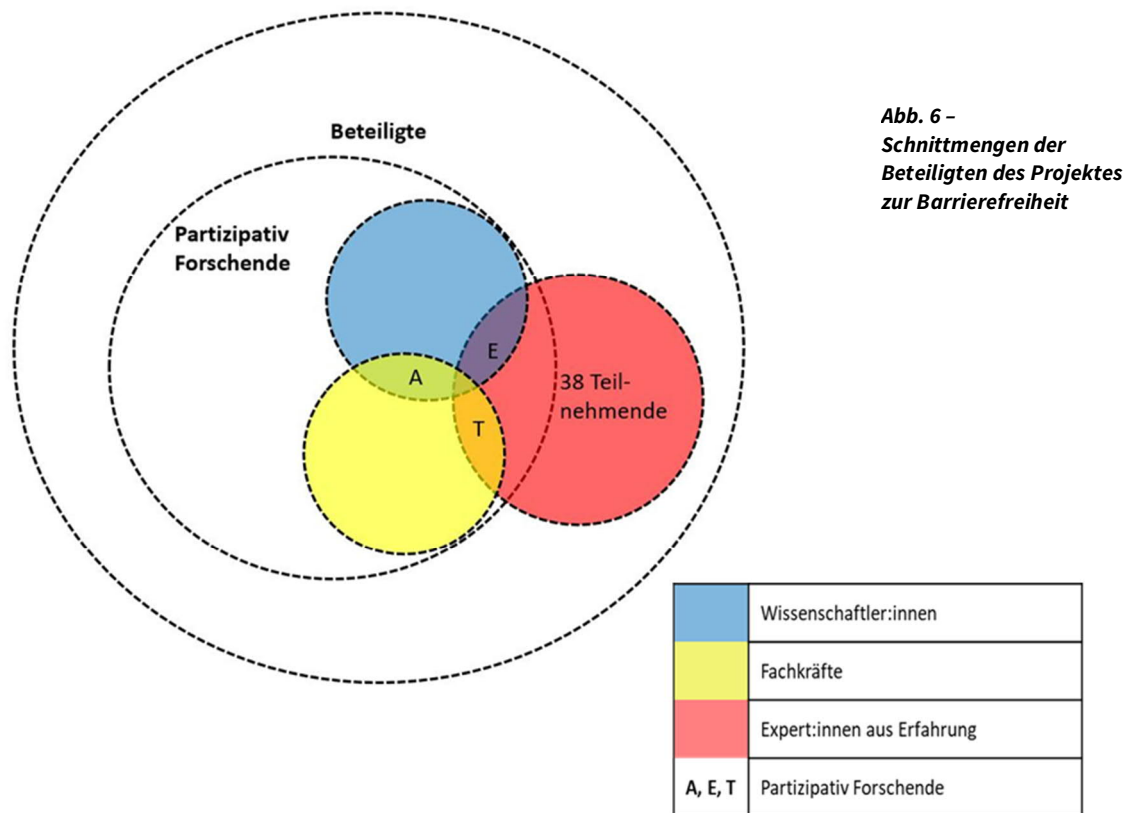 Abb. 6 –
Schnittmengen der
Beteiligten des Projektes
zur Barrierefreiheit
Beteiligte
Partizipativ
Forschende
E
A
38 Teil-
nehmende
T
Wissenschaftler:innen
Fachkräfte
Expert:innen aus Erfahrung
A, E, T Partizipativ Forschende